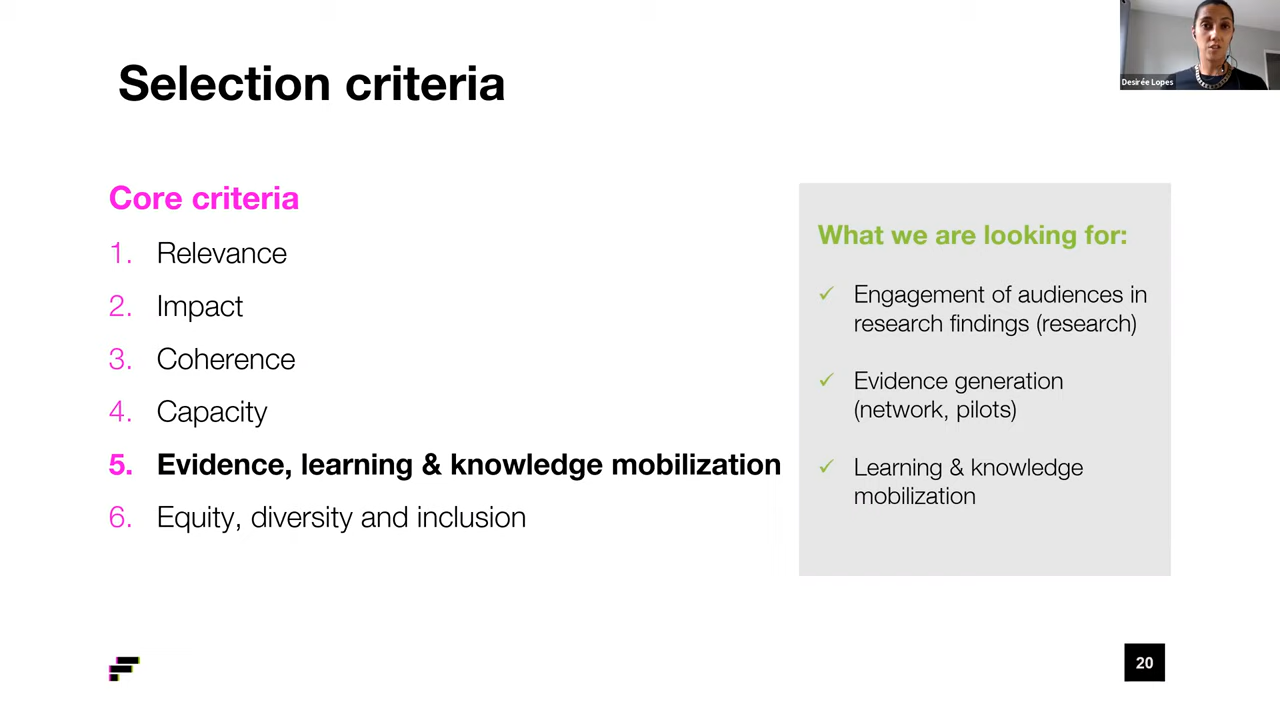 Selection criteria
Desirée Lopes
Core criteria
1. Relevance
2. Impact
3. Coherence
4. Capacity
5. Evidence, learning & knowledge mobilization
6. Equity, diversity and inclusion
What we are looking for:
✓ Engagement of audiences in
research findings (research)
✓ Evidence generation
(network, pilots)
✓ Learning & knowledge
mobilization
20